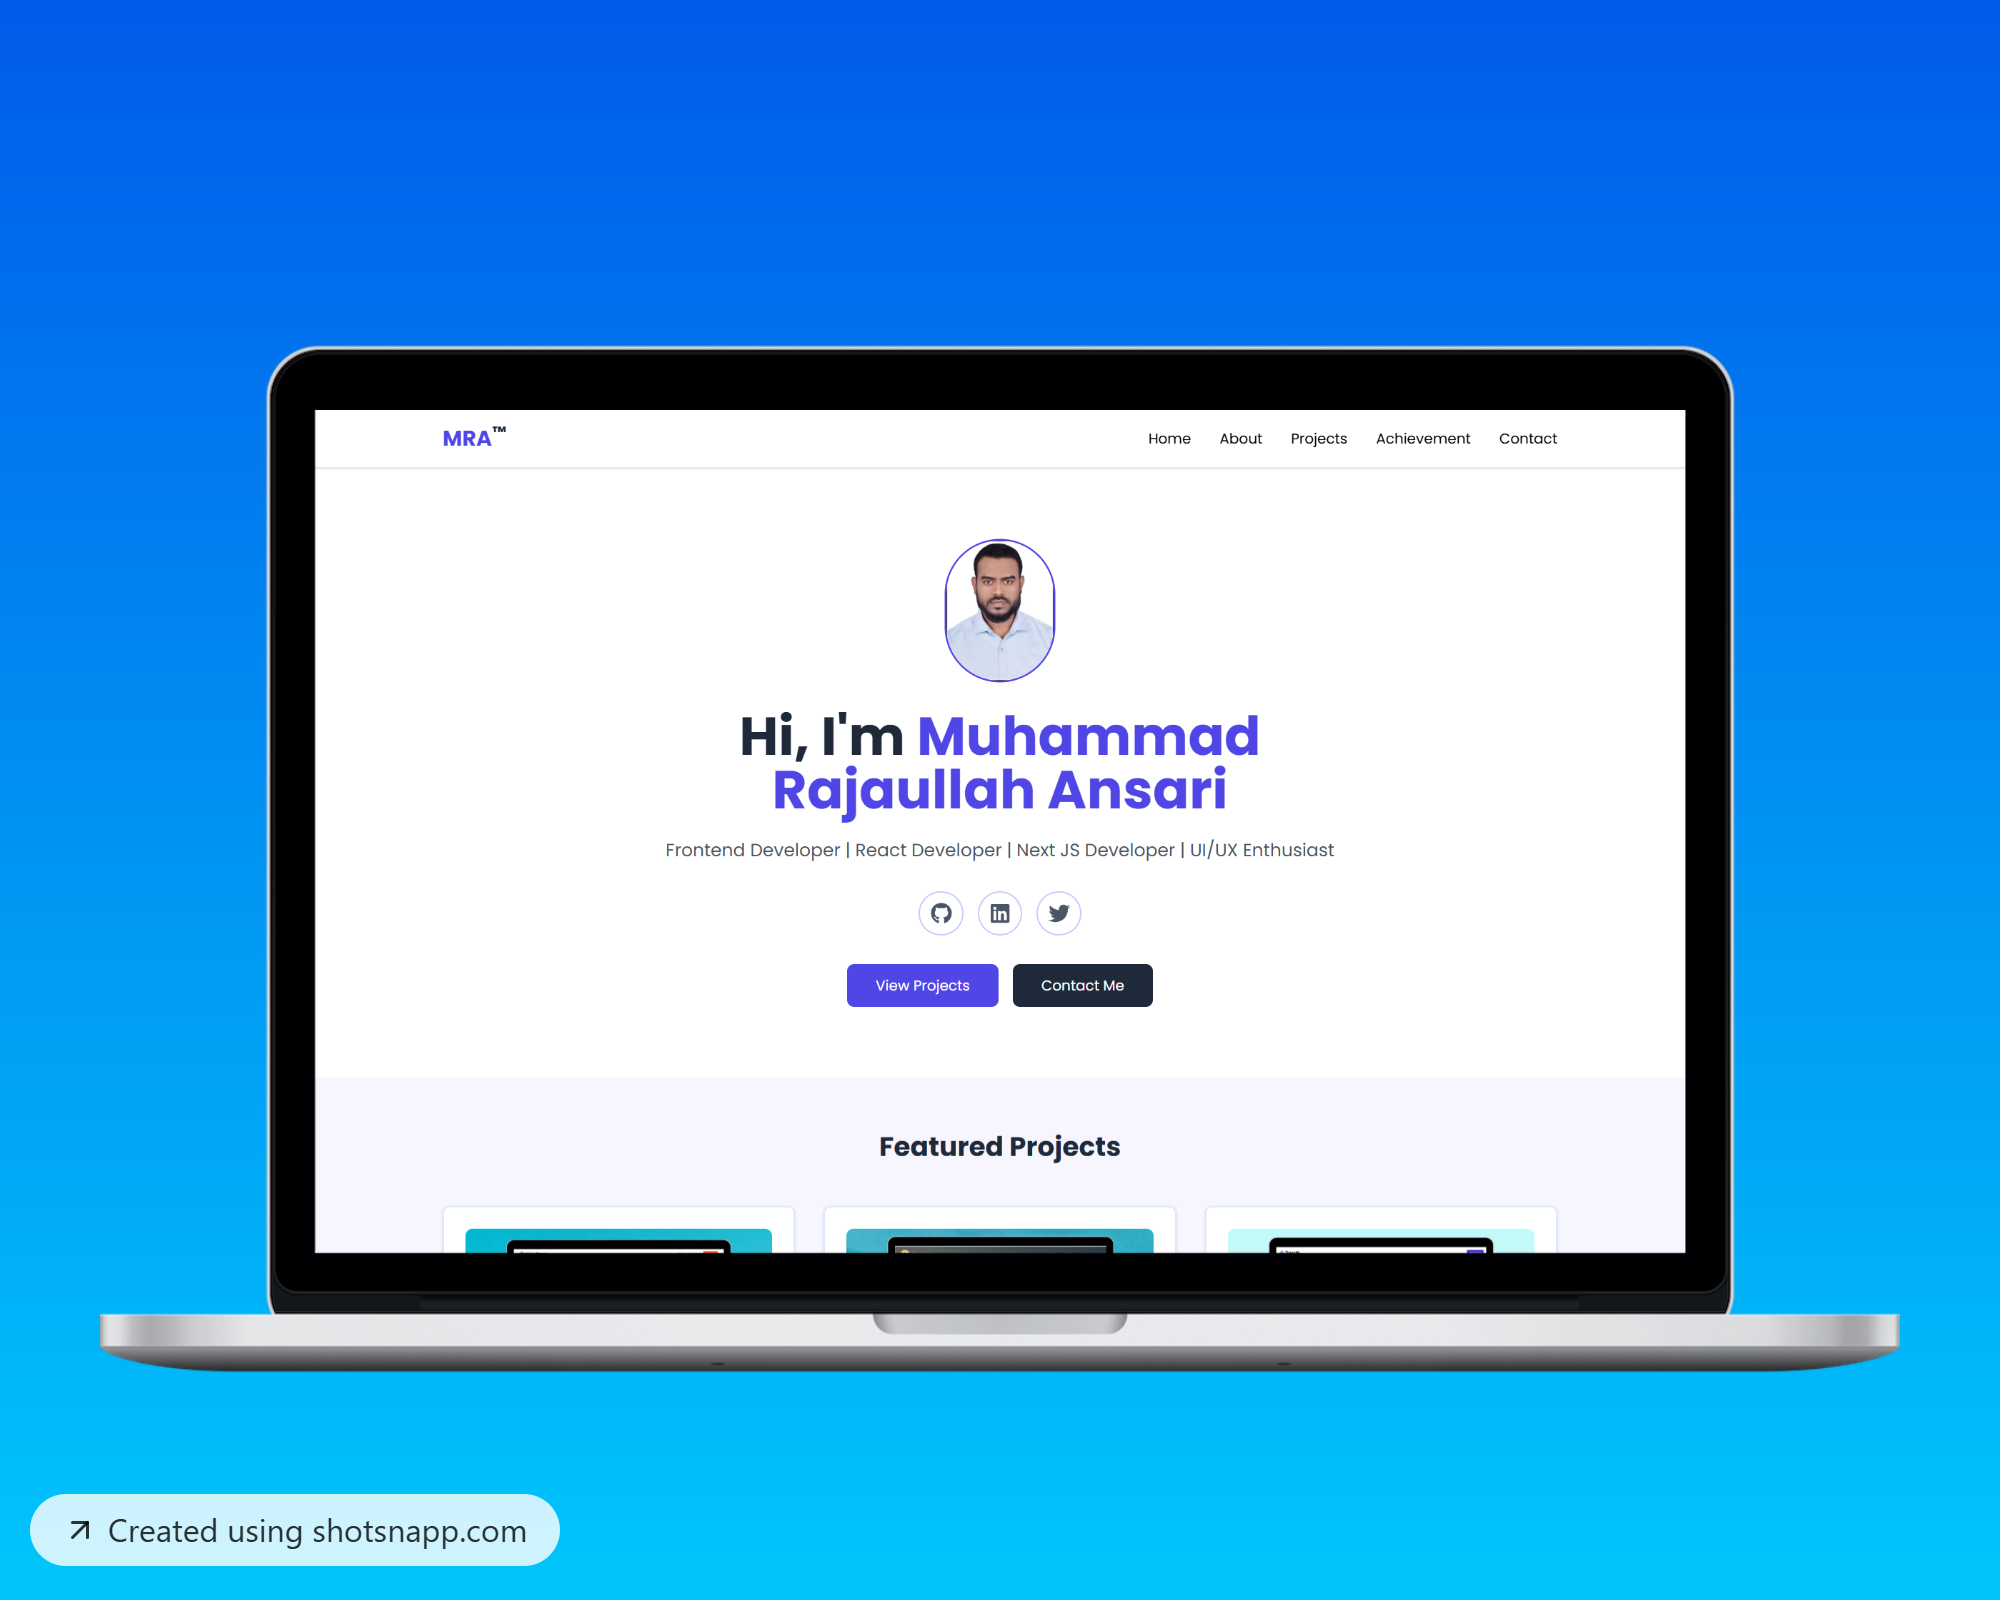 MRA™
Home About Projects Achievement Contact
Hi, I'm Muhammad
Rajaullah Ansari
Frontend Developer | React Developer | Next JS Developer | UI/UX Enthusiast
View Projects Contact Me
Featured Projects
Created using shotsnapp.com